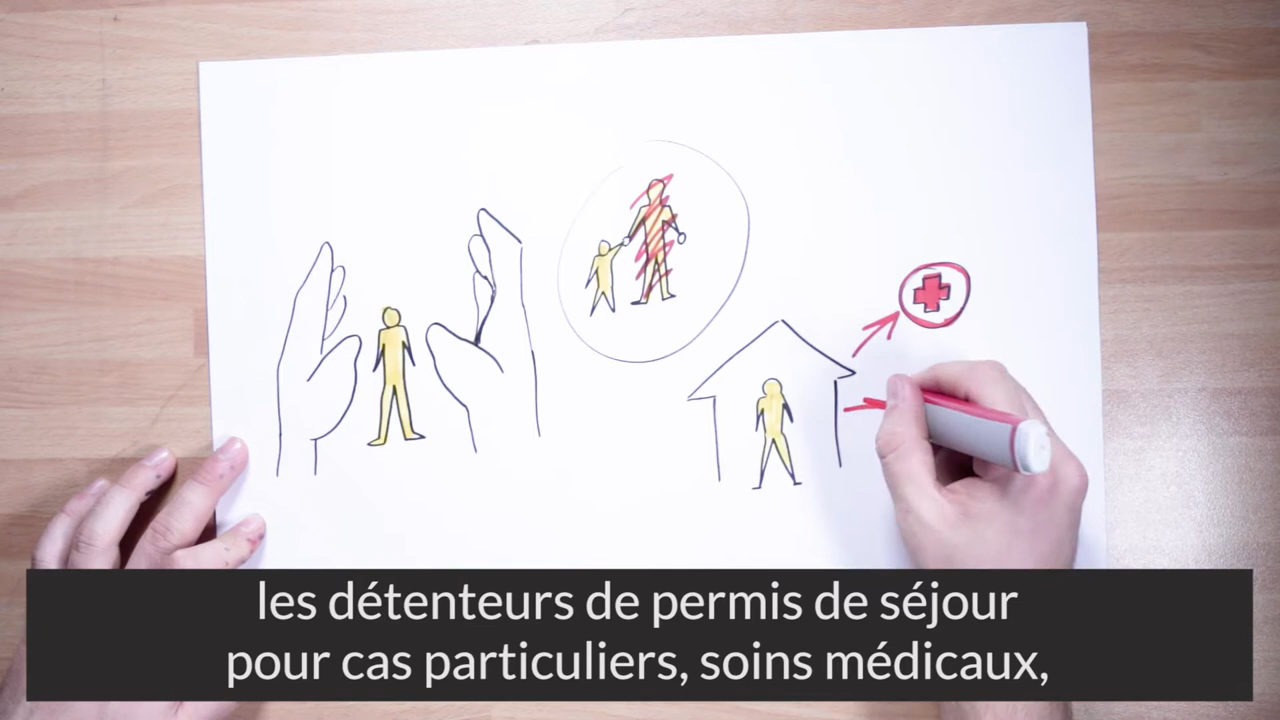 les détenteurs de permis de séjour
pour cas particuliers, soins médicaux,